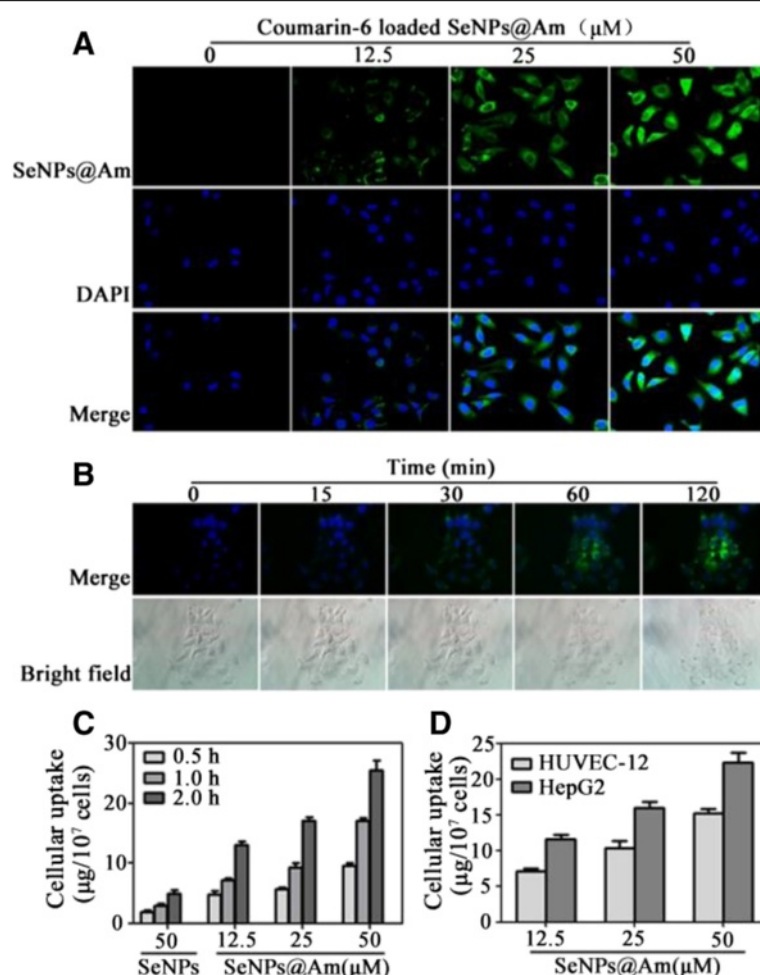 A
Coumarin-6 loaded SeNPs@Am (μM)
0 12.5 25 50
SeNPs@Am
DAPI
Merge
B
Time (min)
0 15 30 60 120
Merge
Bright field
C
Cellular uptake
(μg/10⁷ cells)
30
20
10
0
0.5 h
1.0 h
2.0 h
50 12.5 25 50
SeNPs SeNPs@Am(μM)
D
Cellular uptake
(μg/10⁷ cells)
25
20
15
10
5
0
HUVEC-12
HepG2
12.5 25 50
SeNPs@Am(μM)